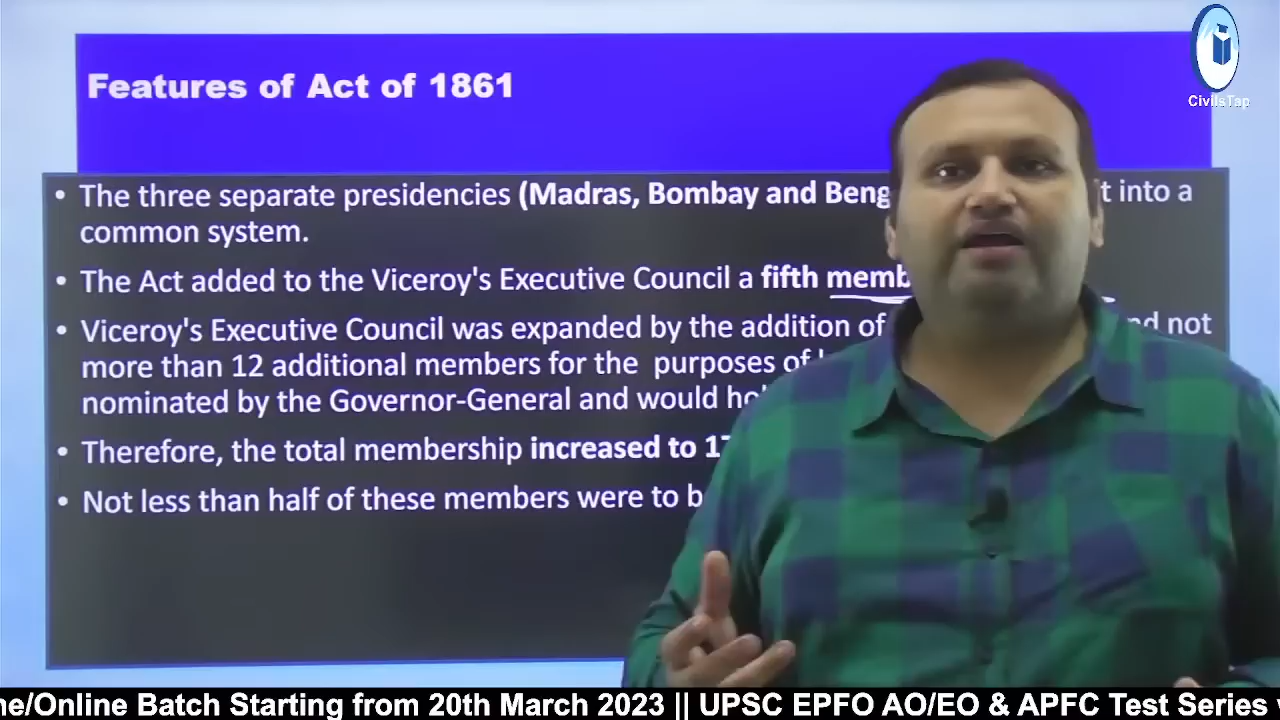 CivilsTap
Features of Act of 1861
• The three separate presidencies (Madras, Bombay and Beng t into a
common system.
• The Act added to the Viceroy's Executive Council a fifth memb
• Viceroy's Executive Council was expanded by the addition of nd not
more than 12 additional members for the purposes of
nominated by the Governor-General and would ho
• Therefore, the total membership increased to 17
• Not less than half of these members were to b
ne/Online Batch Starting from 20th March 2023 || UPSC EPFO AO/EO & APFC Test Series